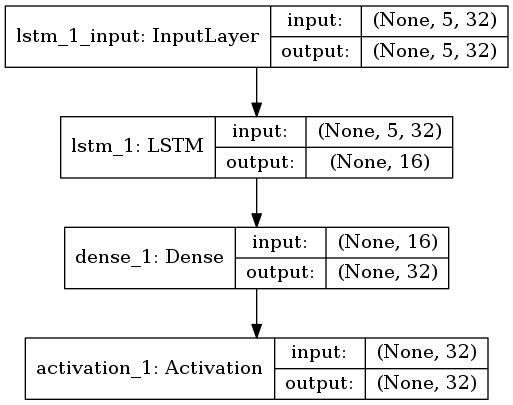 lstm_1_input: InputLayer input: (None, 5, 32)
output: (None, 5, 32)
lstm_1: LSTM input: (None, 5, 32)
output: (None, 16)
dense_1: Dense input: (None, 16)
output: (None, 32)
activation_1: Activation input: (None, 32)
output: (None, 32)